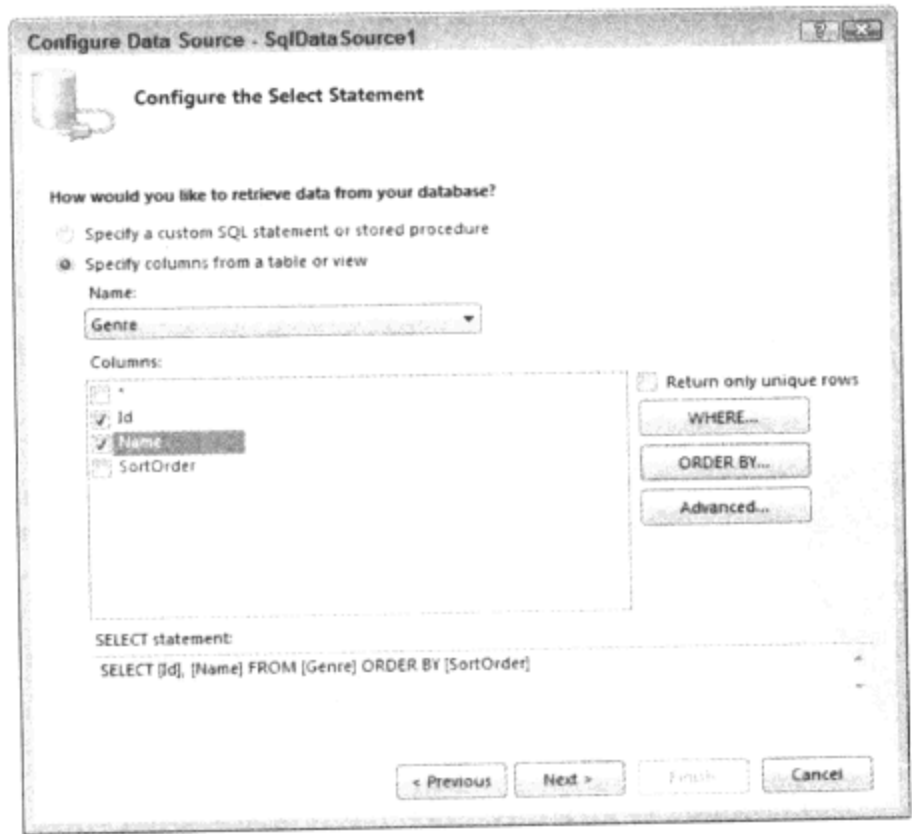 Configure Data Source - SqlDataSource1
?
Configure the Select Statement
How would you like to retrieve data from your database?
Specify a custom SQL statement or stored procedure
Specify columns from a table or view
Name:
Genre
Columns:
*
Id
Name
SortOrder
Return only unique rows
WHERE...
ORDER BY...
Advanced...
SELECT statement:
SELECT [Id], [Name] FROM [Genre] ORDER BY [SortOrder]
< Previous
Next >
Finish
Cancel